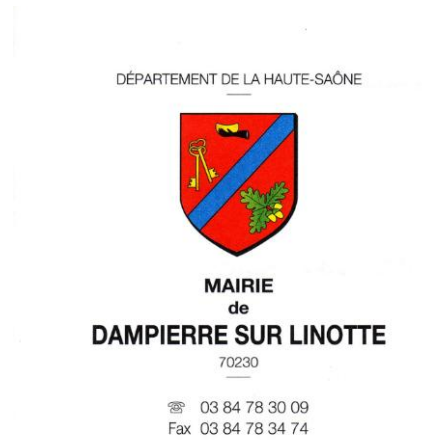 DÉPARTEMENT DE LA HAUTE-SAÔNE
MAIRIE
de
DAMPIERRE SUR LINOTTE
70230
☏ 03 84 78 30 09
Fax 03 84 78 34 74